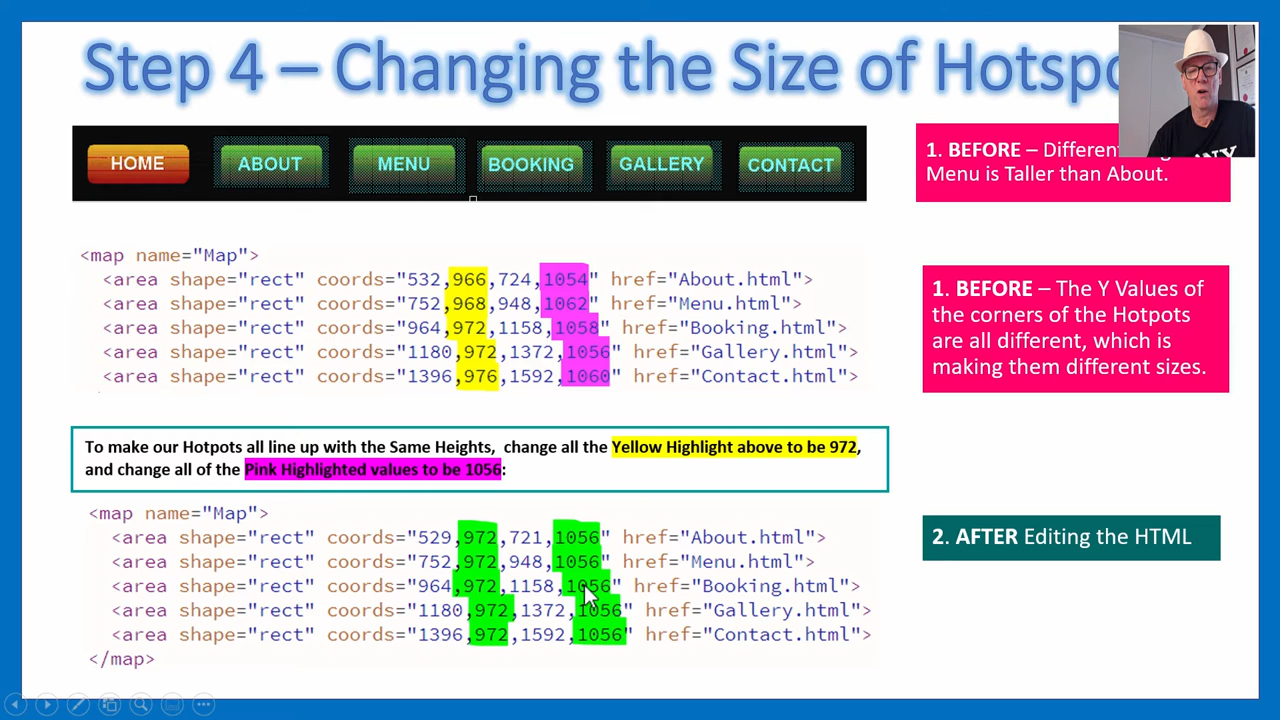 Step 4 – Changing the Size of Hotspo
HOME ABOUT MENU BOOKING GALLERY CONTACT
1. BEFORE – Different
Menu is Taller than About.
<map name="Map">
<area shape="rect" coords="532,966,724,1054" href="About.html">
<area shape="rect" coords="752,968,948,1062" href="Menu.html">
<area shape="rect" coords="964,972,1158,1058" href="Booking.html">
<area shape="rect" coords="1180,972,1372,1056" href="Gallery.html">
<area shape="rect" coords="1396,976,1592,1060" href="Contact.html">
1. BEFORE – The Y Values of
the corners of the Hotpots
are all different, which is
making them different sizes.
To make our Hotpots all line up with the Same Heights, change all the Yellow Highlight above to be 972,
and change all of the Pink Highlighted values to be 1056:
<map name="Map">
<area shape="rect" coords="529,972,721,1056" href="About.html">
<area shape="rect" coords="752,972,948,1056" href="Menu.html">
<area shape="rect" coords="964,972,1158,1056" href="Booking.html">
<area shape="rect" coords="1180,972,1372,1056" href="Gallery.html">
<area shape="rect" coords="1396,972,1592,1056" href="Contact.html">
</map>
2. AFTER Editing the HTML